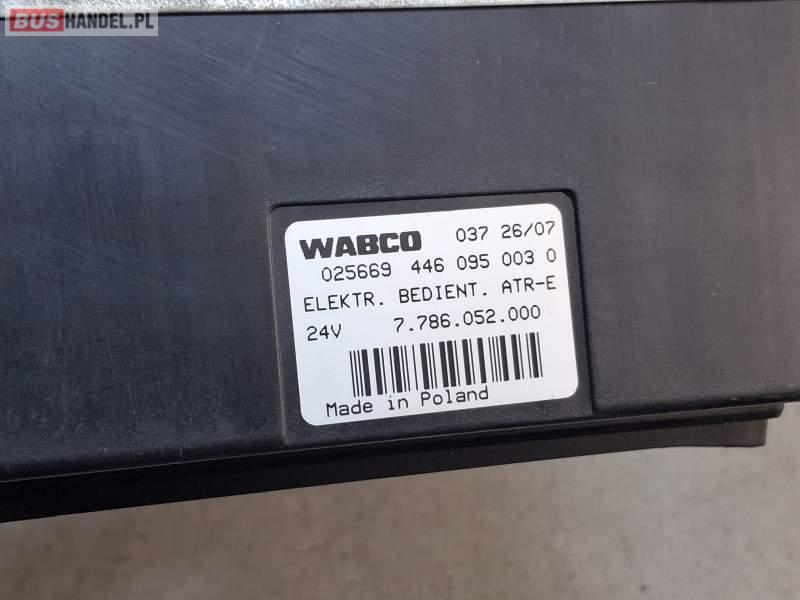 BUSHANDEL.PL
WABCO 037 26/07
025669 446 095 003 0
ELEKTR. BEDIENT. ATR-E
24V 7.786.052.000
Made in Poland